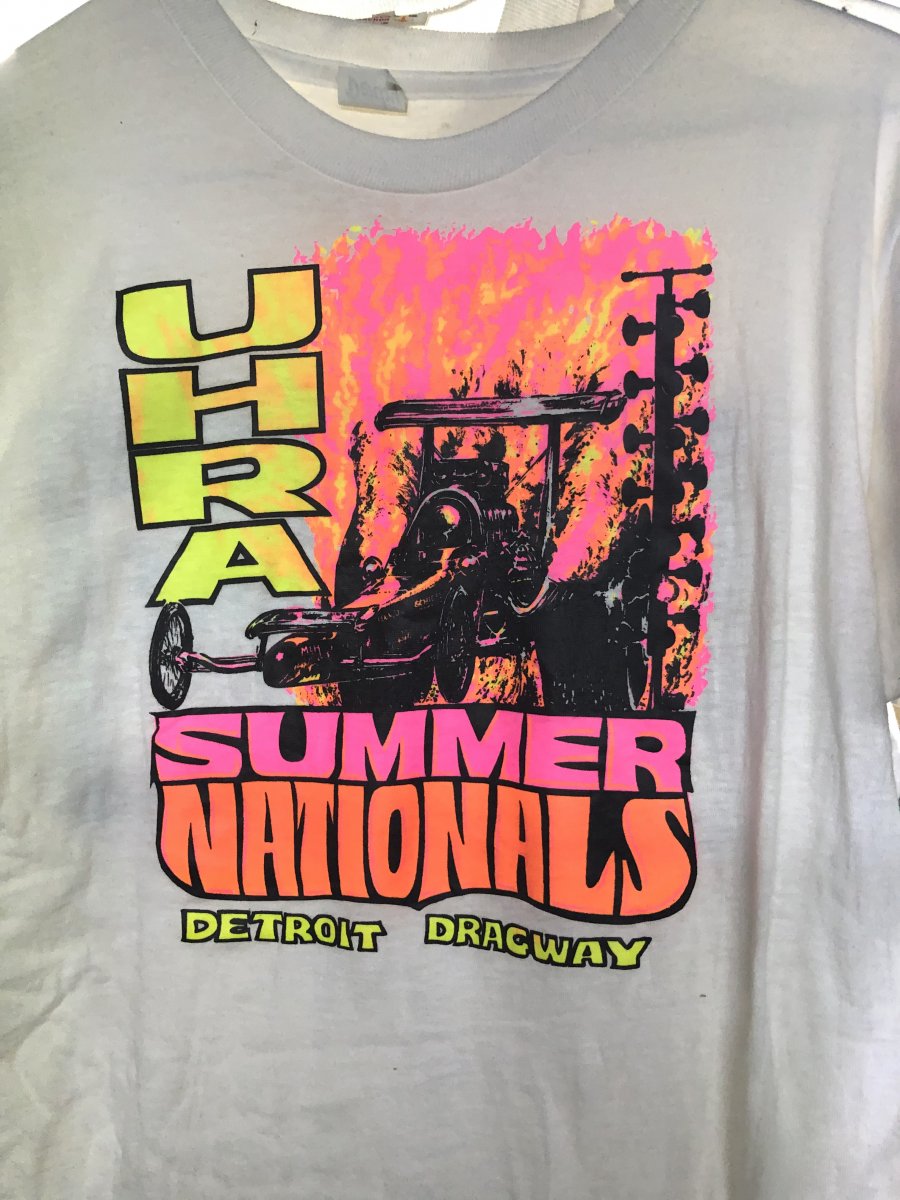 UHRA
SUMMER
NATIONALS
DETROIT DRAGWAY